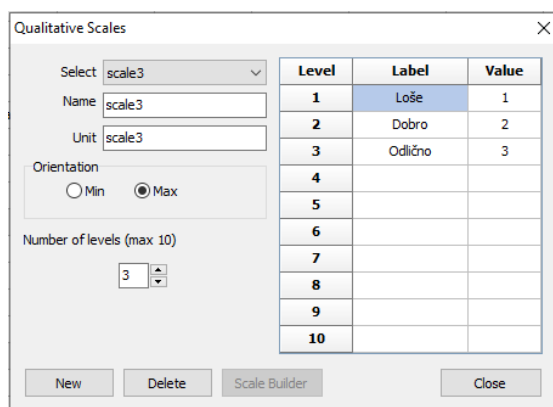 Qualitative Scales
Select scale3
Name scale3
Unit scale3
Orientation
Min Max
Number of levels (max 10)
3
Level Label Value
1 Loše 1
2 Dobro 2
3 Odlično 3
4
5
6
7
8
9
10
New Delete Scale Builder Close